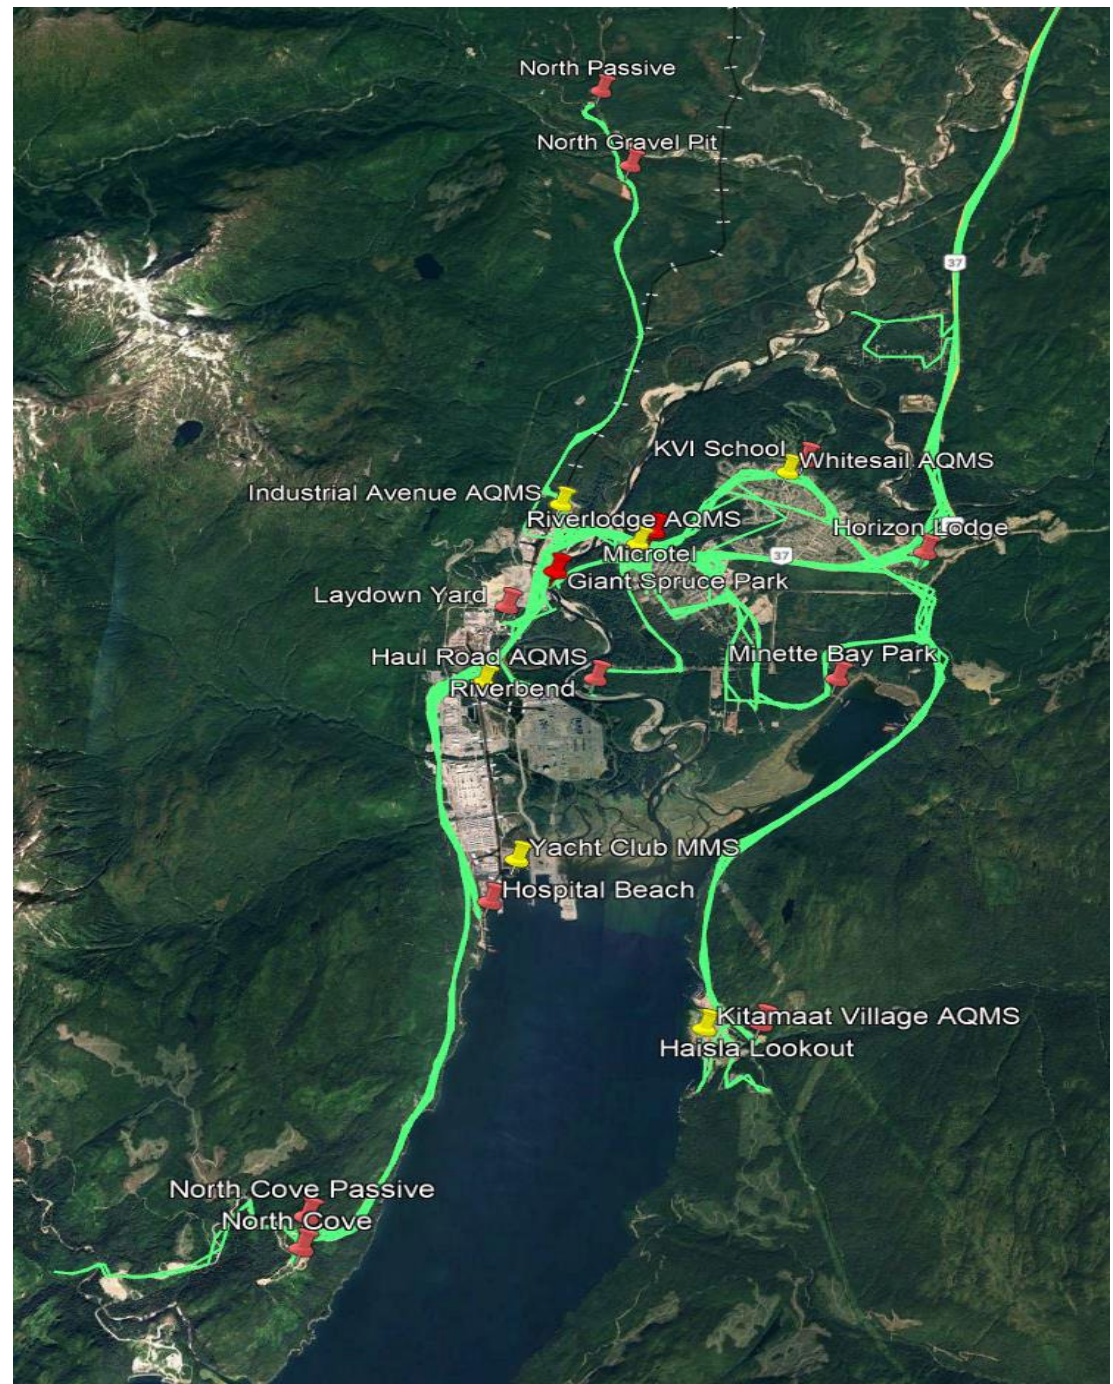 North Passive
North Gravel Pit
37
KVI School
Whitesail AQMS
Industrial Avenue AQMS
Riverlodge AQMS
Horizon Lodge
Microtel
37
Giant Spruce Park
Laydown Yard
Haul Road AQMS
Minette Bay Park
Riverbend
Yacht Club MMS
Hospital Beach
Kitamaat Village AQMS
Haisla Lookout
North Cove Passive
North Cove